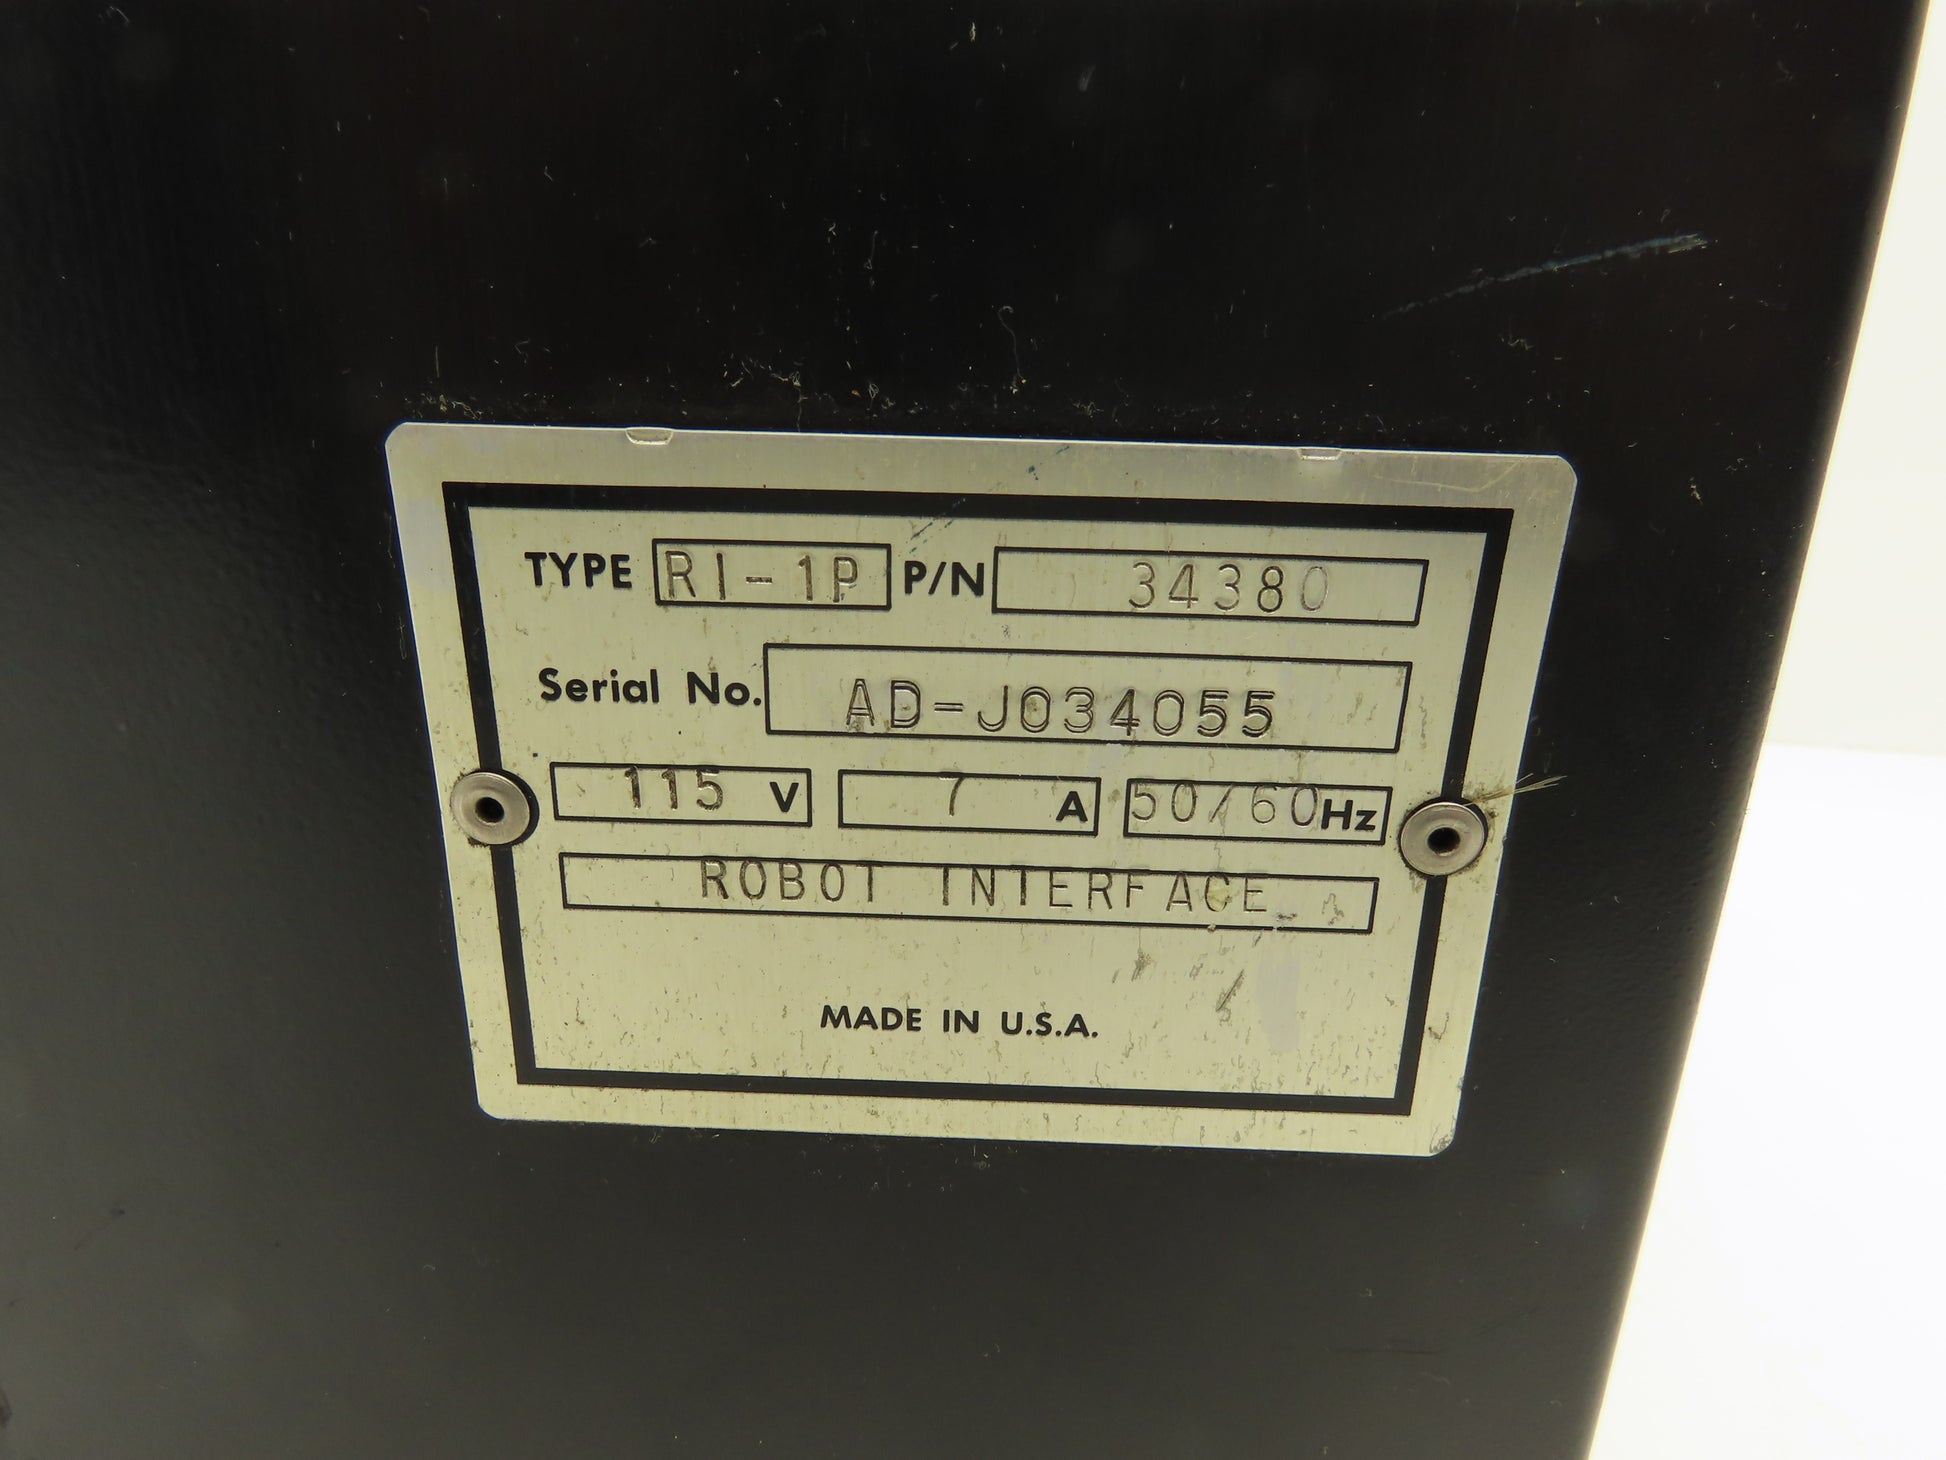 TYPE RI-1P P/N 34380
Serial No. AD-J034055
115 V 7 A 50/60 Hz
ROBOT INTERFACE
MADE IN U.S.A.